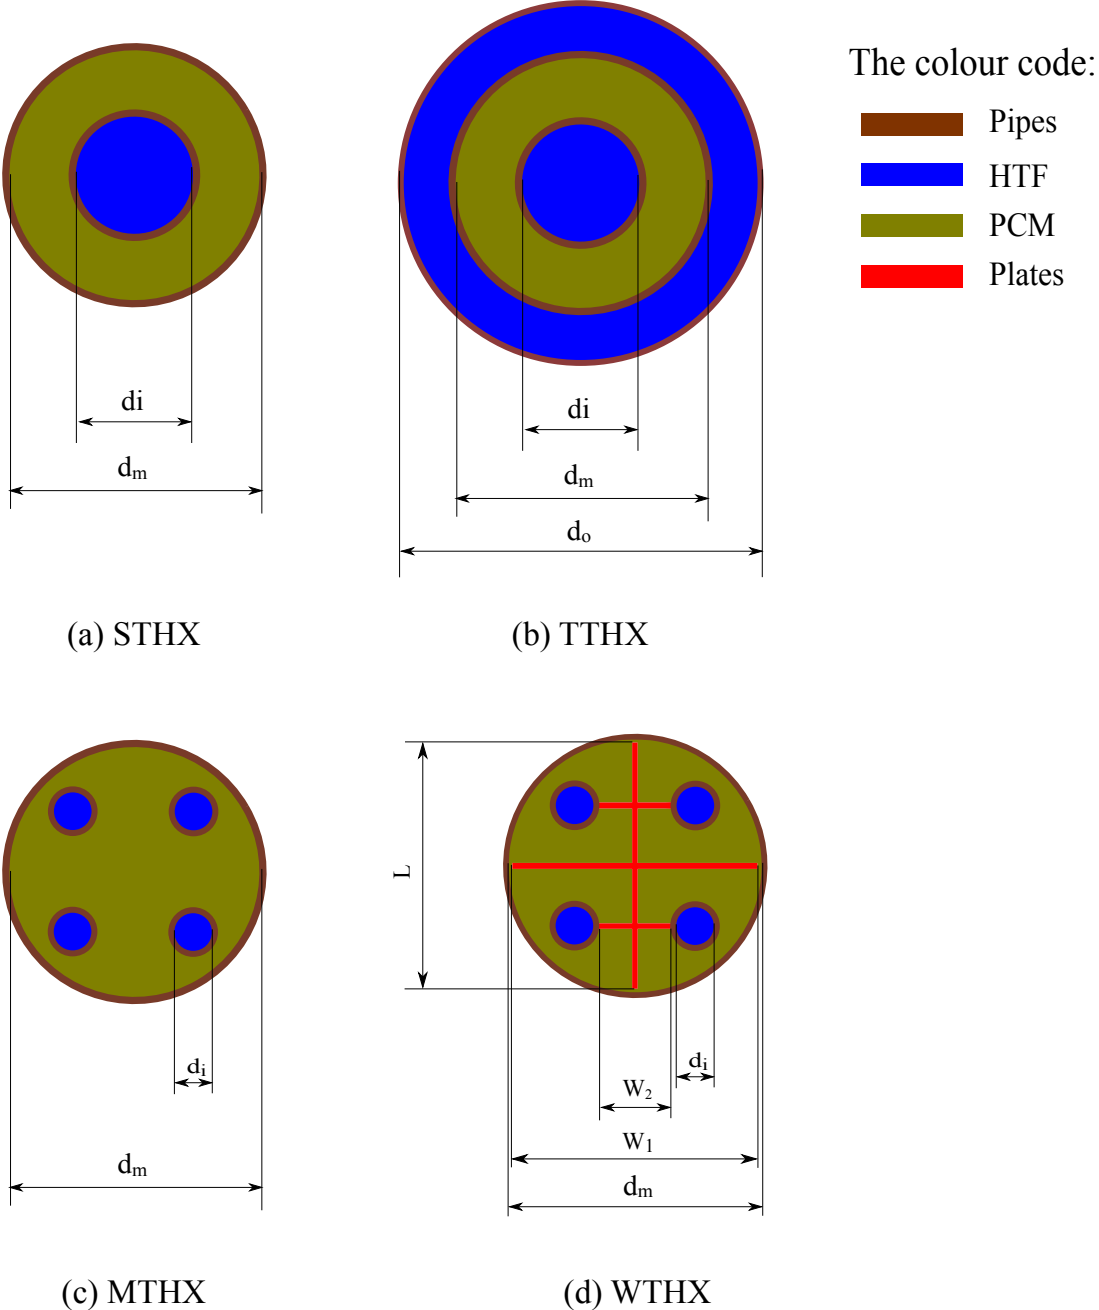 The colour code:
Pipes
HTF
PCM
Plates
di
dm
di
dm
do
(a) STHX
(b) TTHX
L
di
dm
di
W2
W1
dm
(c) MTHX
(d) WTHX